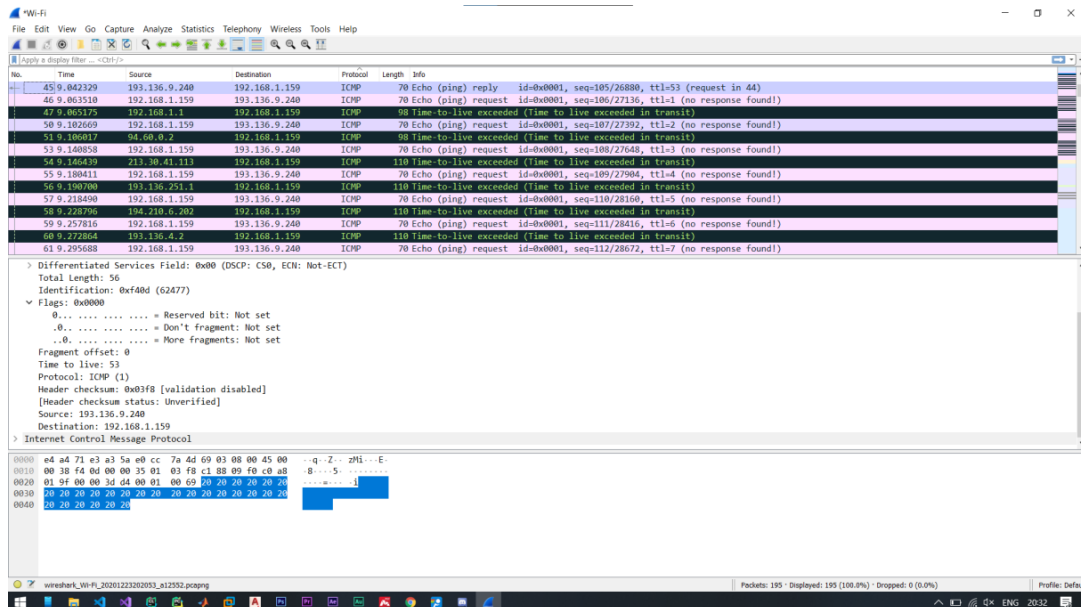 *Wi-Fi
File Edit View Go Capture Analyze Statistics Telephony Wireless Tools Help
Apply a display filter ... <Ctrl-/>
No. Time Source Destination Protocol Length Info
45 9.042329 193.136.9.240 192.168.1.159 ICMP 70 Echo (ping) reply id=0x0001, seq=105/26880, ttl=53 (request in 44)
46 9.063510 192.168.1.159 193.136.9.240 ICMP 70 Echo (ping) request id=0x0001, seq=106/27136, ttl=1 (no response found!)
47 9.065175 192.168.1.1 192.168.1.159 ICMP 98 Time-to-live exceeded (Time to live exceeded in transit)
50 9.102669 192.168.1.159 193.136.9.240 ICMP 70 Echo (ping) request id=0x0001, seq=107/27392, ttl=2 (no response found!)
51 9.106017 94.60.0.2 192.168.1.159 ICMP 98 Time-to-live exceeded (Time to live exceeded in transit)
53 9.140858 192.168.1.159 193.136.9.240 ICMP 70 Echo (ping) request id=0x0001, seq=108/27648, ttl=3 (no response found!)
54 9.146439 213.30.41.113 192.168.1.159 ICMP 110 Time-to-live exceeded (Time to live exceeded in transit)
55 9.180411 192.168.1.159 193.136.9.240 ICMP 70 Echo (ping) request id=0x0001, seq=109/27904, ttl=4 (no response found!)
56 9.190700 193.136.251.1 192.168.1.159 ICMP 110 Time-to-live exceeded (Time to live exceeded in transit)
57 9.218490 192.168.1.159 193.136.9.240 ICMP 70 Echo (ping) request id=0x0001, seq=110/28160, ttl=5 (no response found!)
58 9.228796 194.210.6.202 192.168.1.159 ICMP 110 Time-to-live exceeded (Time to live exceeded in transit)
59 9.257816 192.168.1.159 193.136.9.240 ICMP 70 Echo (ping) request id=0x0001, seq=111/28416, ttl=6 (no response found!)
60 9.272864 193.136.4.2 192.168.1.159 ICMP 110 Time-to-live exceeded (Time to live exceeded in transit)
61 9.295688 192.168.1.159 193.136.9.240 ICMP 70 Echo (ping) request id=0x0001, seq=112/28672, ttl=7 (no response found!)
> Differentiated Services Field: 0x00 (DSCP: CS0, ECN: Not-ECT)
Total Length: 56
Identification: 0xf40d (62477)
Flags: 0x0000
0... .... .... .... = Reserved bit: Not set
.0.. .... .... .... = Don't fragment: Not set
..0. .... .... .... = More fragments: Not set
Fragment offset: 0
Time to live: 53
Protocol: ICMP (1)
Header checksum: 0x03f8 [validation disabled]
[Header checksum status: Unverified]
Source: 193.136.9.240
Destination: 192.168.1.159
> Internet Control Message Protocol
0000 e4 a4 71 e3 a3 5a e0 cc 7a 4d 69 03 08 00 45 00 ··q··Z·· zMi···E·
0010 00 38 f4 0d 00 00 35 01 03 f8 c1 88 09 f0 c0 a8 ·8····5· ········
0020 01 9f 00 00 3d d4 00 01 00 69 20 20 20 20 20 20 ····=··· ·i
0030 20 20 20 20 20 20 20 20 20 20 20 20 20 20 20 20
0040 20 20 20 20 20 20
wireshark_Wi-Fi_20201223202053_a12552.pcapng Packets: 195 · Displayed: 195 (100.0%) · Dropped: 0 (0.0%) Profile: Defau
A Ps Pr Ae Au ENG 20:32